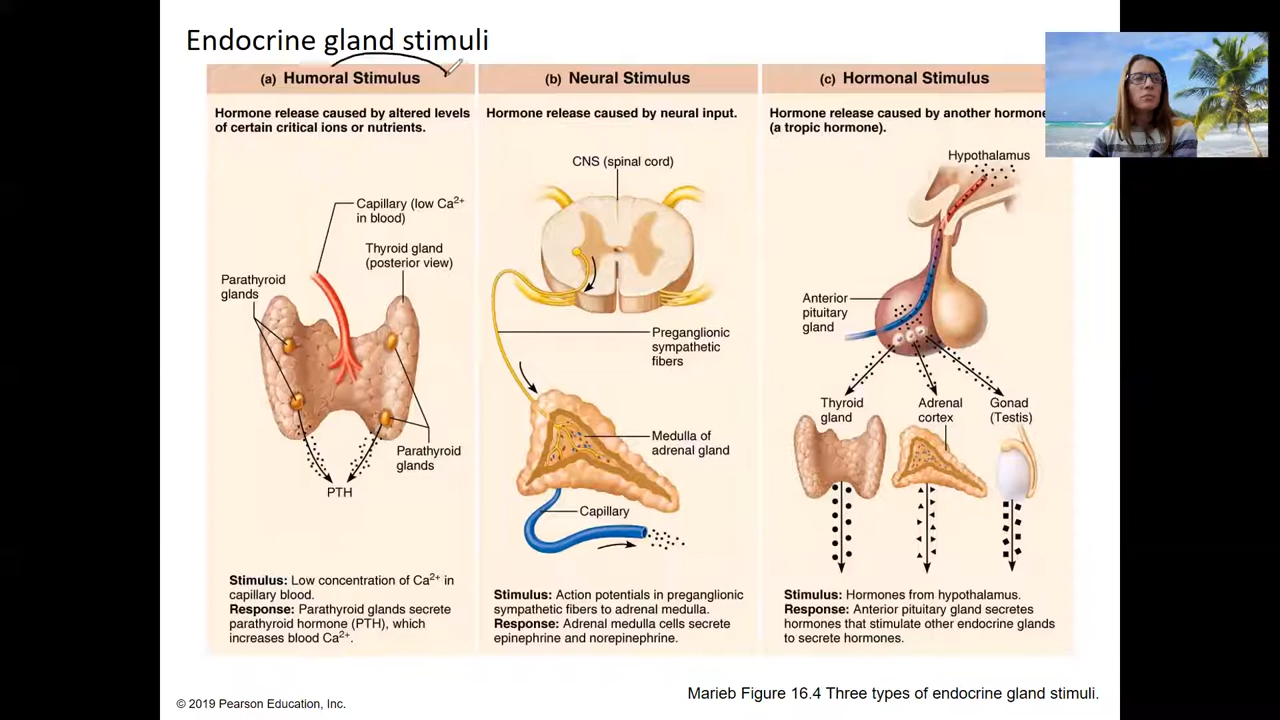 Endocrine gland stimuli
(a) Humoral Stimulus
Hormone release caused by altered levels
of certain critical ions or nutrients.
Capillary (low Ca²⁺
in blood)
Thyroid gland
(posterior view)
Parathyroid
glands
Parathyroid
glands
PTH
Stimulus: Low concentration of Ca²⁺ in
capillary blood.
Response: Parathyroid glands secrete
parathyroid hormone (PTH), which
increases blood Ca²⁺.
(b) Neural Stimulus
Hormone release caused by neural input.
CNS (spinal cord)
Preganglionic
sympathetic
fibers
Medulla of
adrenal gland
Capillary
Stimulus: Action potentials in preganglionic
sympathetic fibers to adrenal medulla.
Response: Adrenal medulla cells secrete
epinephrine and norepinephrine.
(c) Hormonal Stimulus
Hormone release caused by another hormone
(a tropic hormone).
Hypothalamus
Anterior
pituitary
gland
Thyroid
gland
Adrenal
cortex
Gonad
(Testis)
Stimulus: Hormones from hypothalamus.
Response: Anterior pituitary gland secretes
hormones that stimulate other endocrine glands
to secrete hormones.
Marieb Figure 16.4 Three types of endocrine gland stimuli.
© 2019 Pearson Education, Inc.